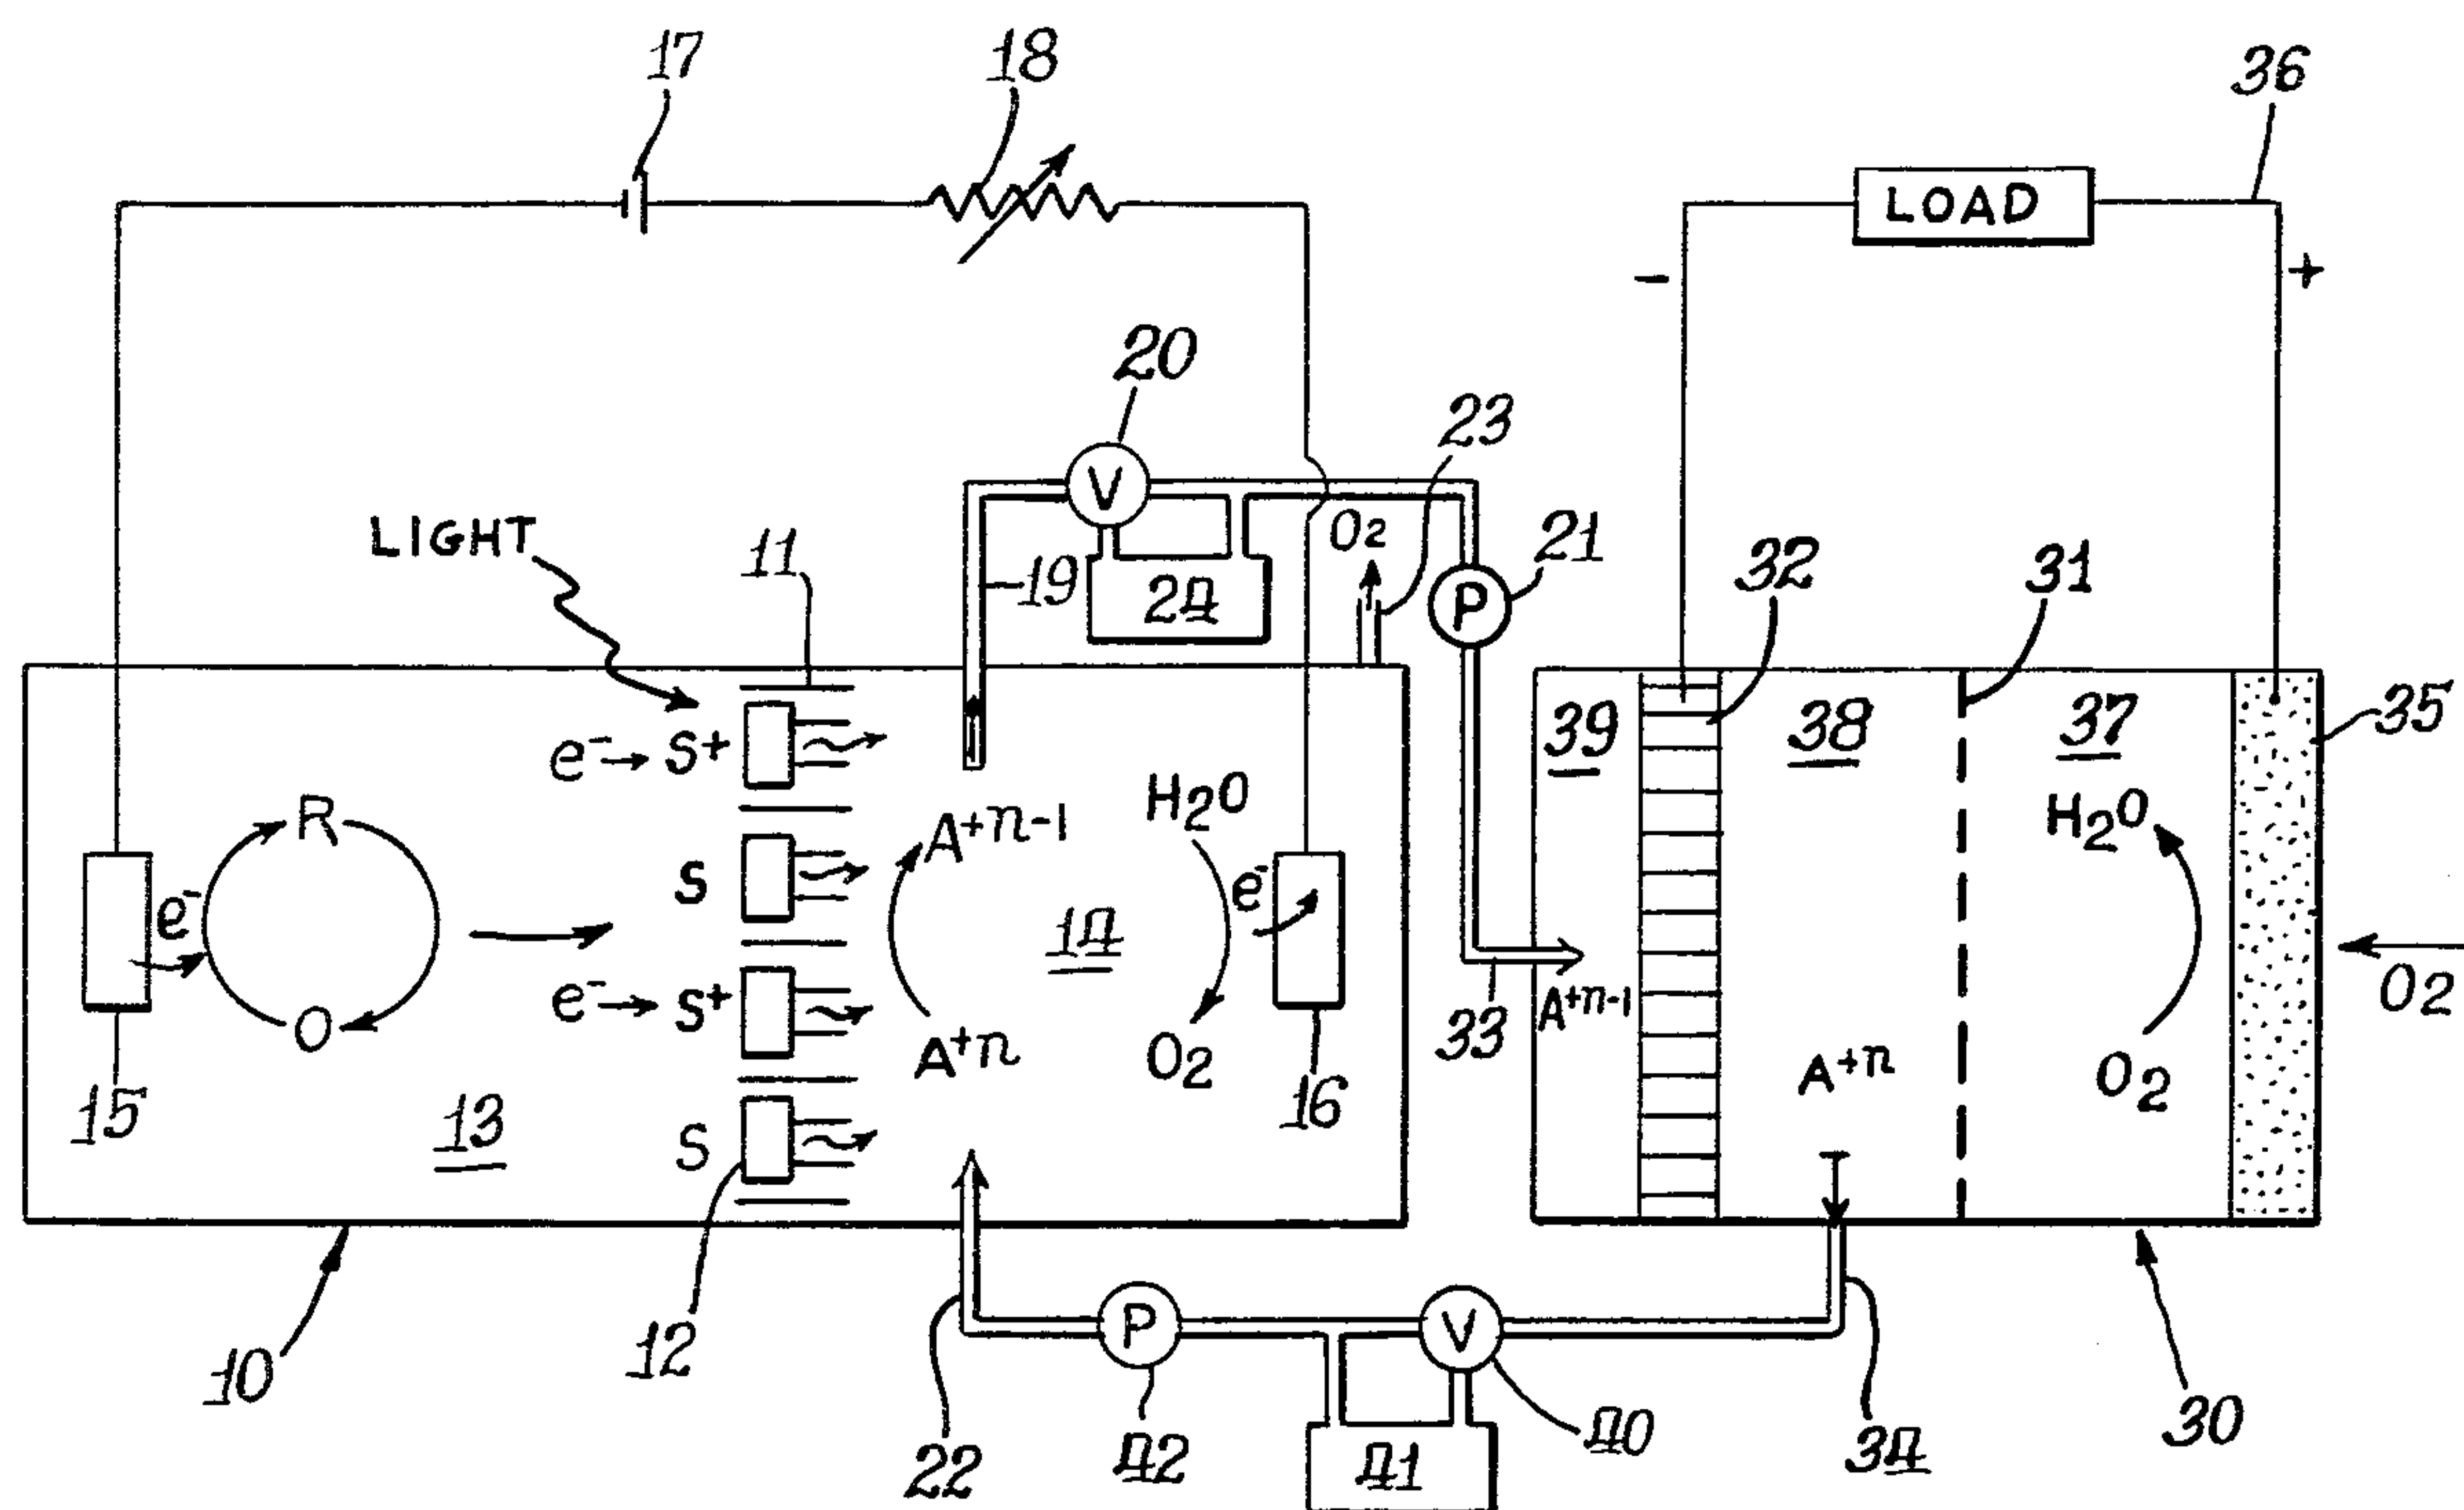 17
18
36
LOAD
-
+
20
V
23
LIGHT
11
19
24
O2
21
P
32
31
e- → S+
39
38
37
35
R
A+n-1
H2O
H2O
S
e-
14
e-
O2
O
e- → S+
A+n
O2
33
A+n-1
A+n
O2
15
13
S
16
12
10
22
P
42
V
41
40
34
30